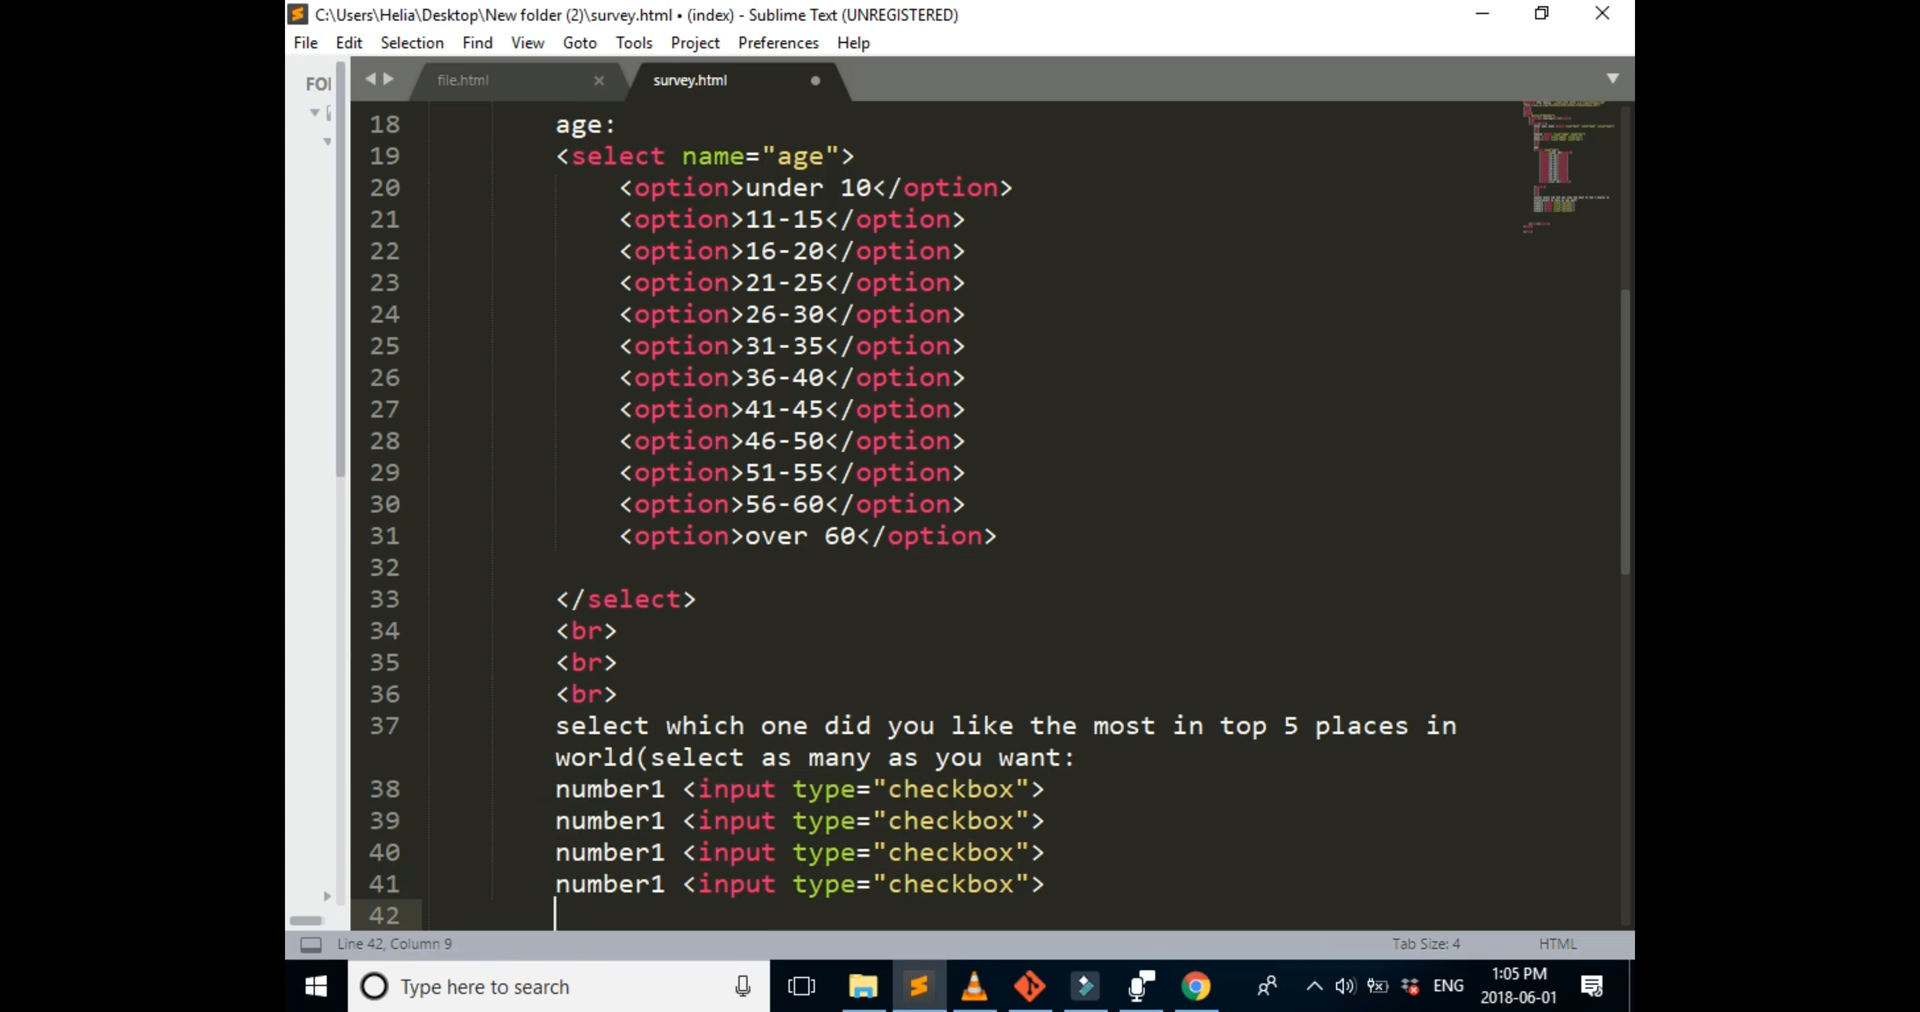 C:\Users\Helia\Desktop\New folder (2)\survey.html • (index) - Sublime Text (UNREGISTERED)
File Edit Selection Find View Goto Tools Project Preferences Help
FOI
file.html
survey.html
18 age:
19 <select name="age">
20 <option>under 10</option>
21 <option>11-15</option>
22 <option>16-20</option>
23 <option>21-25</option>
24 <option>26-30</option>
25 <option>31-35</option>
26 <option>36-40</option>
27 <option>41-45</option>
28 <option>46-50</option>
29 <option>51-55</option>
30 <option>56-60</option>
31 <option>over 60</option>
32
33 </select>
34 <br>
35 <br>
36 <br>
37 select which one did you like the most in top 5 places in
world(select as many as you want:
38 number1 <input type="checkbox">
39 number1 <input type="checkbox">
40 number1 <input type="checkbox">
41 number1 <input type="checkbox">
42
Line 42, Column 9
Tab Size: 4
HTML
Type here to search
ENG
1:05 PM
2018-06-01